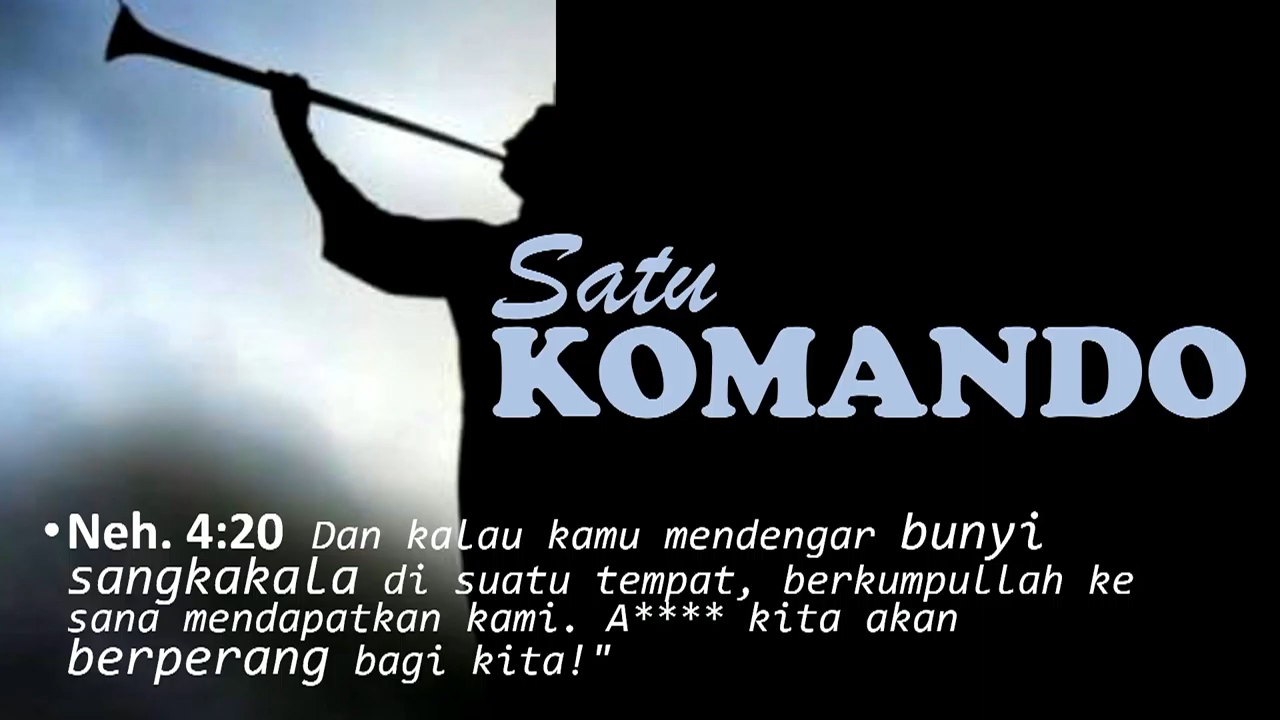 Satu
KOMANDO
•Neh. 4:20 Dan kalau kamu mendengar bunyi
sangkakala di suatu tempat, berkumpullah ke
sana mendapatkan kami. A**** kita akan
berperang bagi kita!"